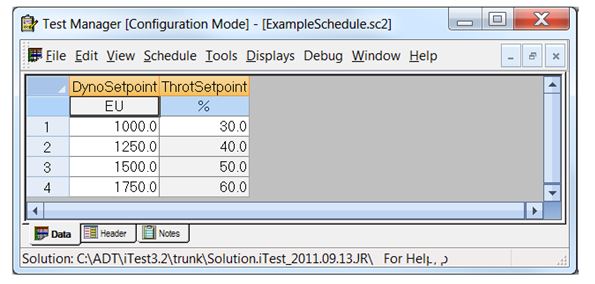 Test Manager [Configuration Mode] - [ExampleSchedule.sc2]
File Edit View Schedule Tools Displays Debug Window Help
DynoSetpoint ThrotSetpoint
EU %
1 1000.0 30.0
2 1250.0 40.0
3 1500.0 50.0
4 1750.0 60.0
Data Header Notes
Solution: C:\ADT\iTest3.2\trunk\Solution.iTest_2011.09.13.JR\ For Help,